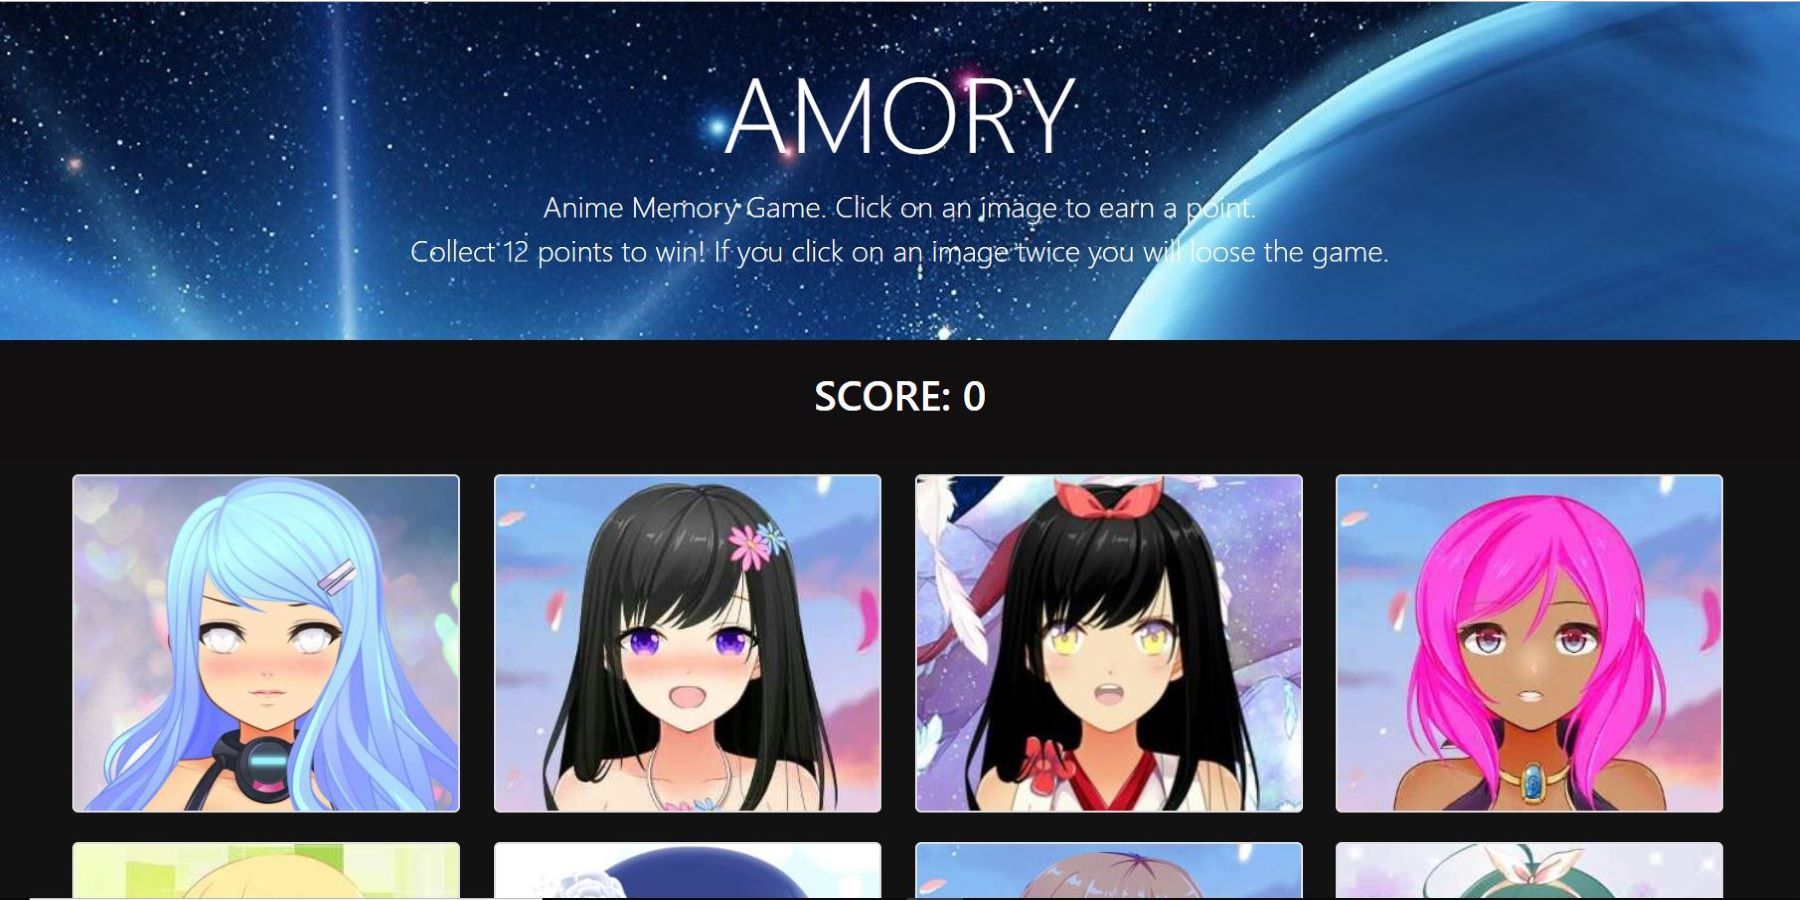 AMORY
Anime Memory Game. Click on an image to earn a point.
Collect 12 points to win! If you click on an image twice you will loose the game.
SCORE: 0